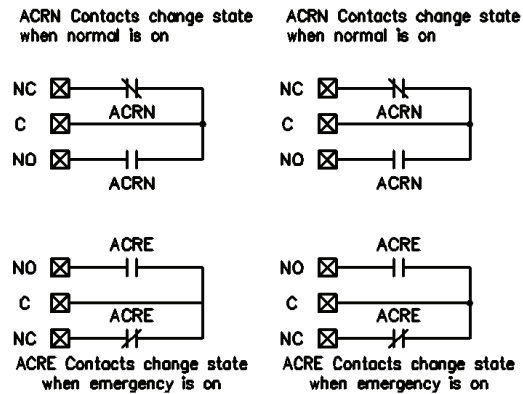 ACRN Contacts change state
when normal is on
NC
ACRN
C
NO
ACRN
ACRE
NO
C
ACRE
NC
ACRE Contacts change state
when emergency is on
ACRN Contacts change state
when normal is on
NC
ACRN
C
NO
ACRN
ACRE
NO
C
ACRE
NC
ACRE Contacts change state
when emergency is on